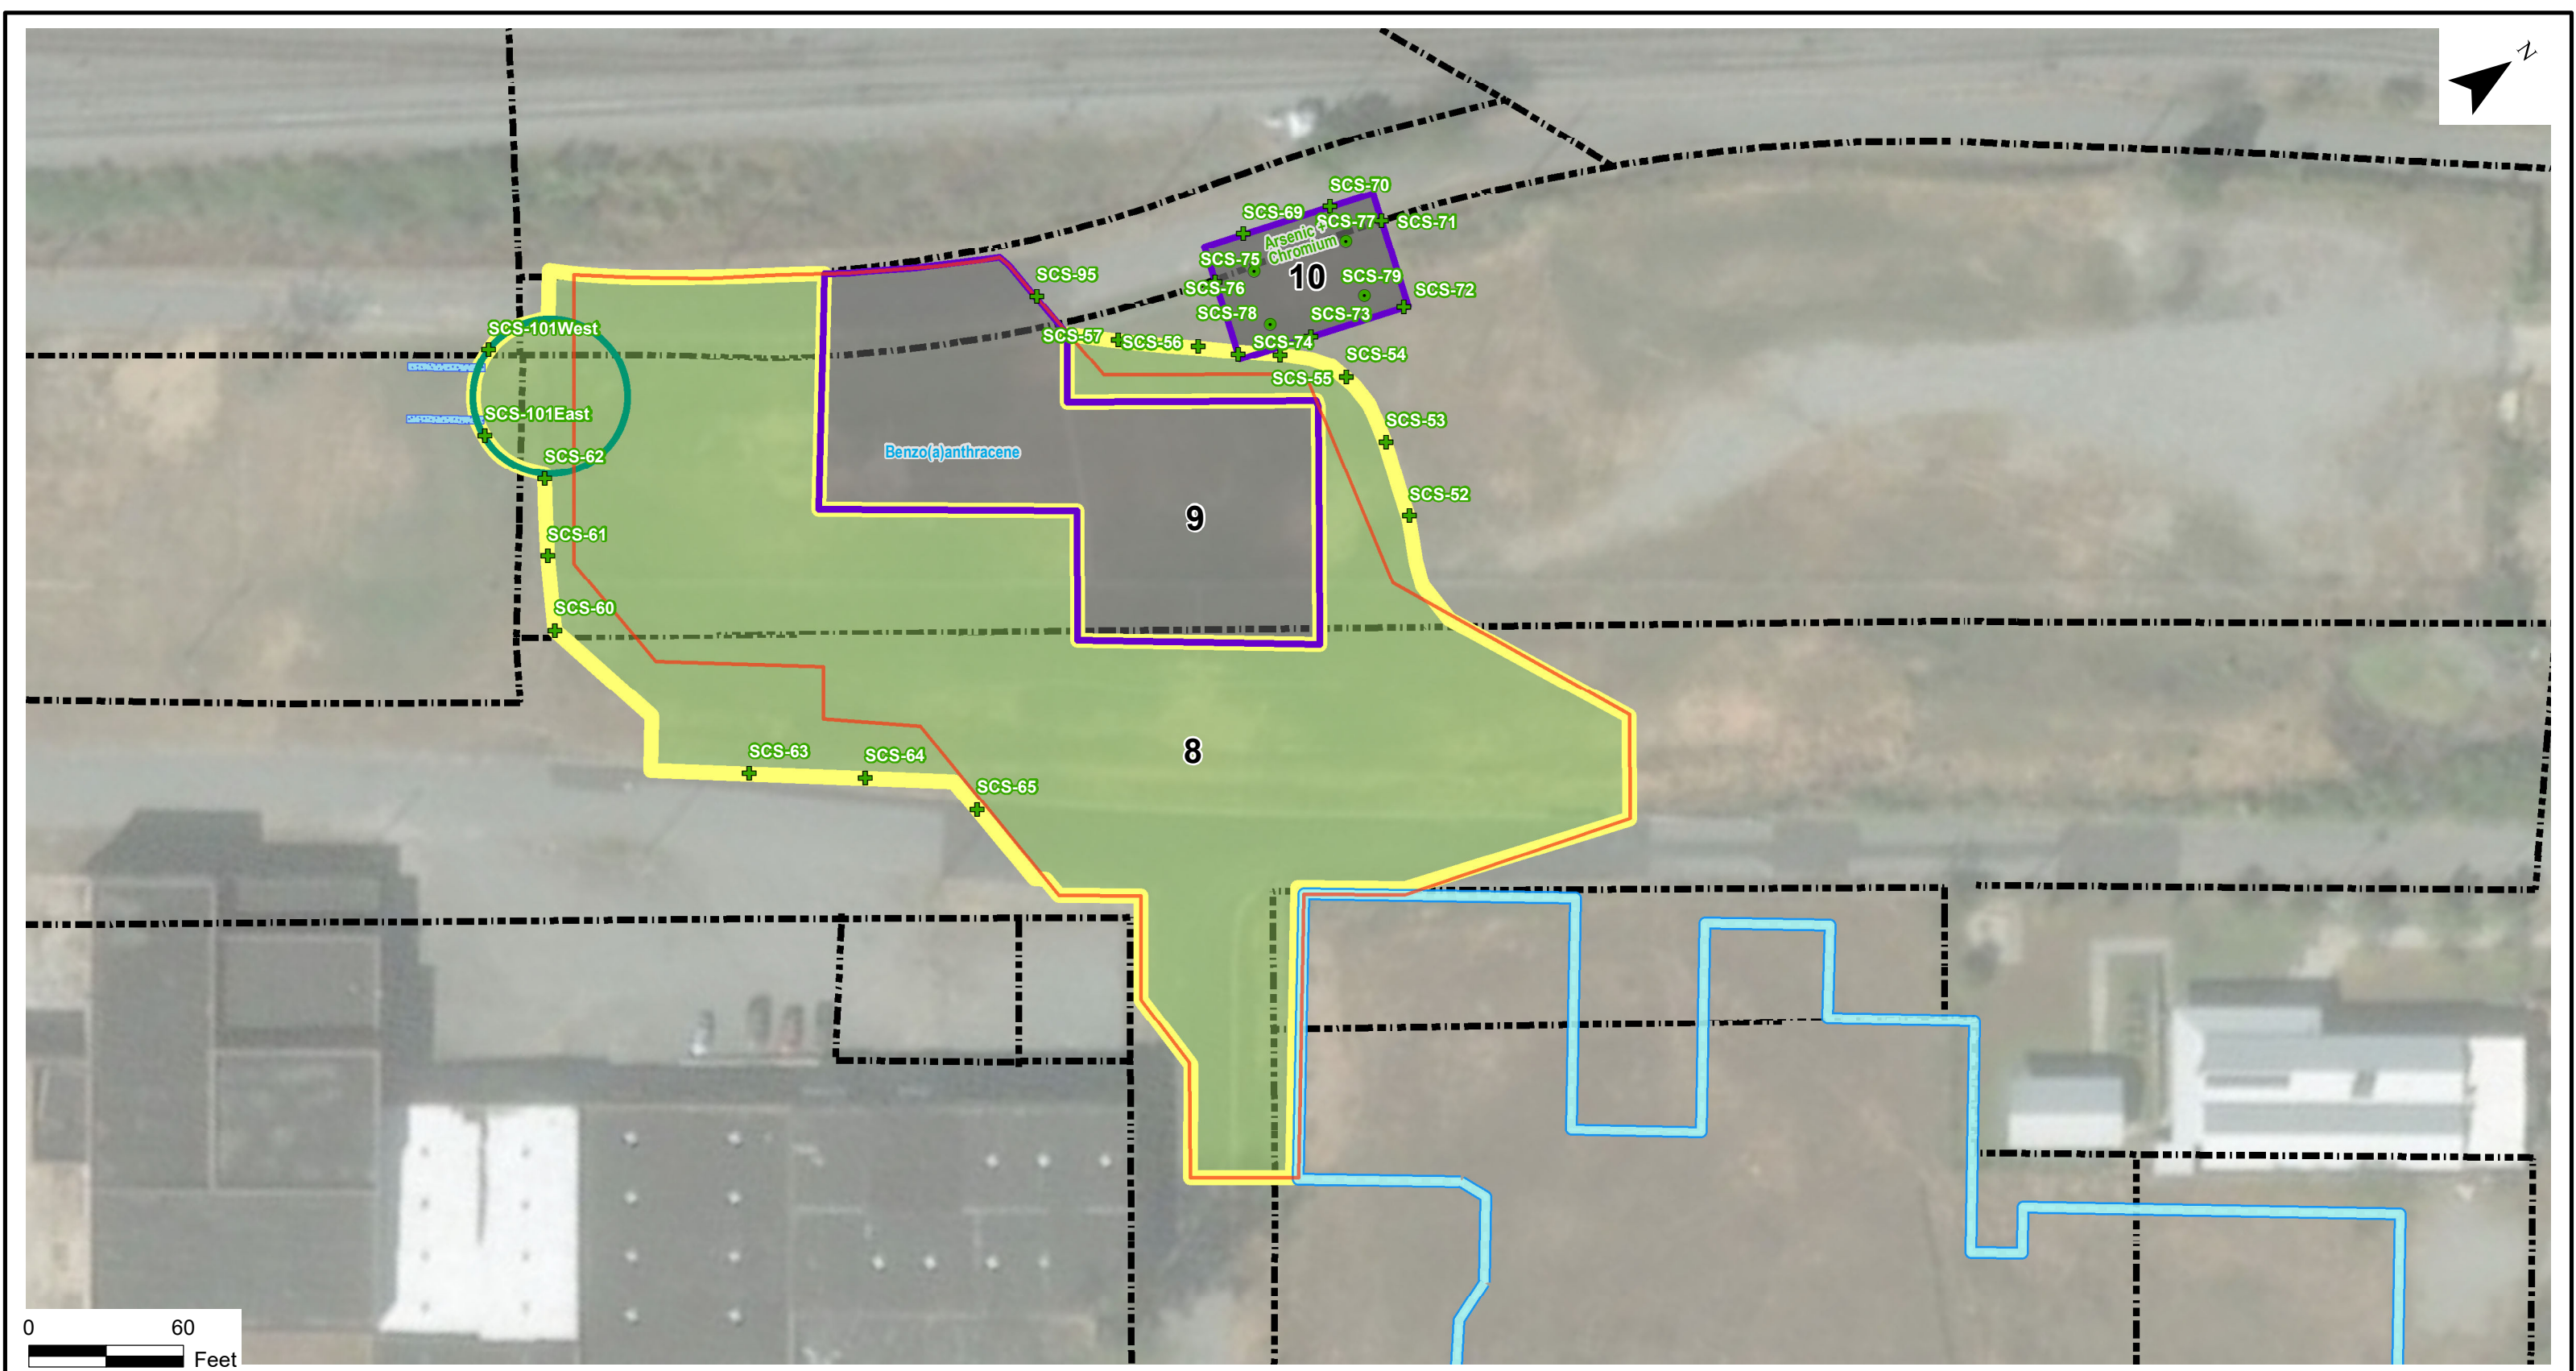 N
SCS-70
SCS-69
SCS-77
SCS-71
Arsenic +
Chromium
SCS-75
10
SCS-79
SCS-95
SCS-76
SCS-72
SCS-78
SCS-73
SCS-101West
SCS-57
SCS-56
SCS-74
SCS-54
SCS-55
SCS-101East
SCS-53
Benzo(a)anthracene
SCS-62
SCS-52
9
SCS-61
SCS-60
SCS-63
SCS-64
8
SCS-65
0 60
Feet